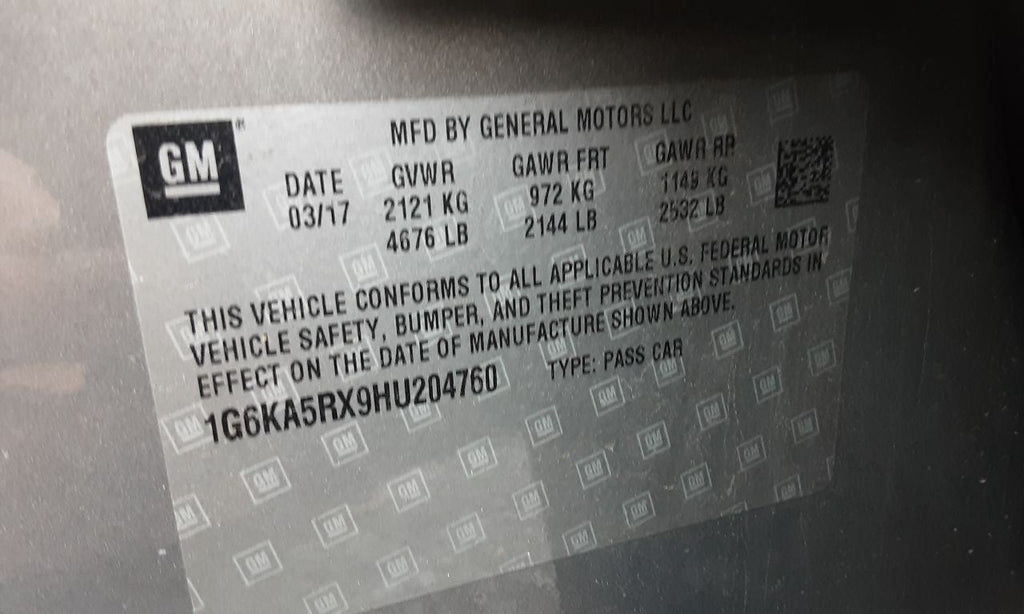 GM
MFD BY GENERAL MOTORS LLC
DATE GVWR GAWR FRT GAWR RR
03/17 2121 KG 972 KG 1149 KG
4676 LB 2144 LB 2532 LB
THIS VEHICLE CONFORMS TO ALL APPLICABLE U.S. FEDERAL MOTOR
VEHICLE SAFETY, BUMPER, AND THEFT PREVENTION STANDARDS IN
EFFECT ON THE DATE OF MANUFACTURE SHOWN ABOVE.
1G6KA5RX9HU204760 TYPE: PASS CAR